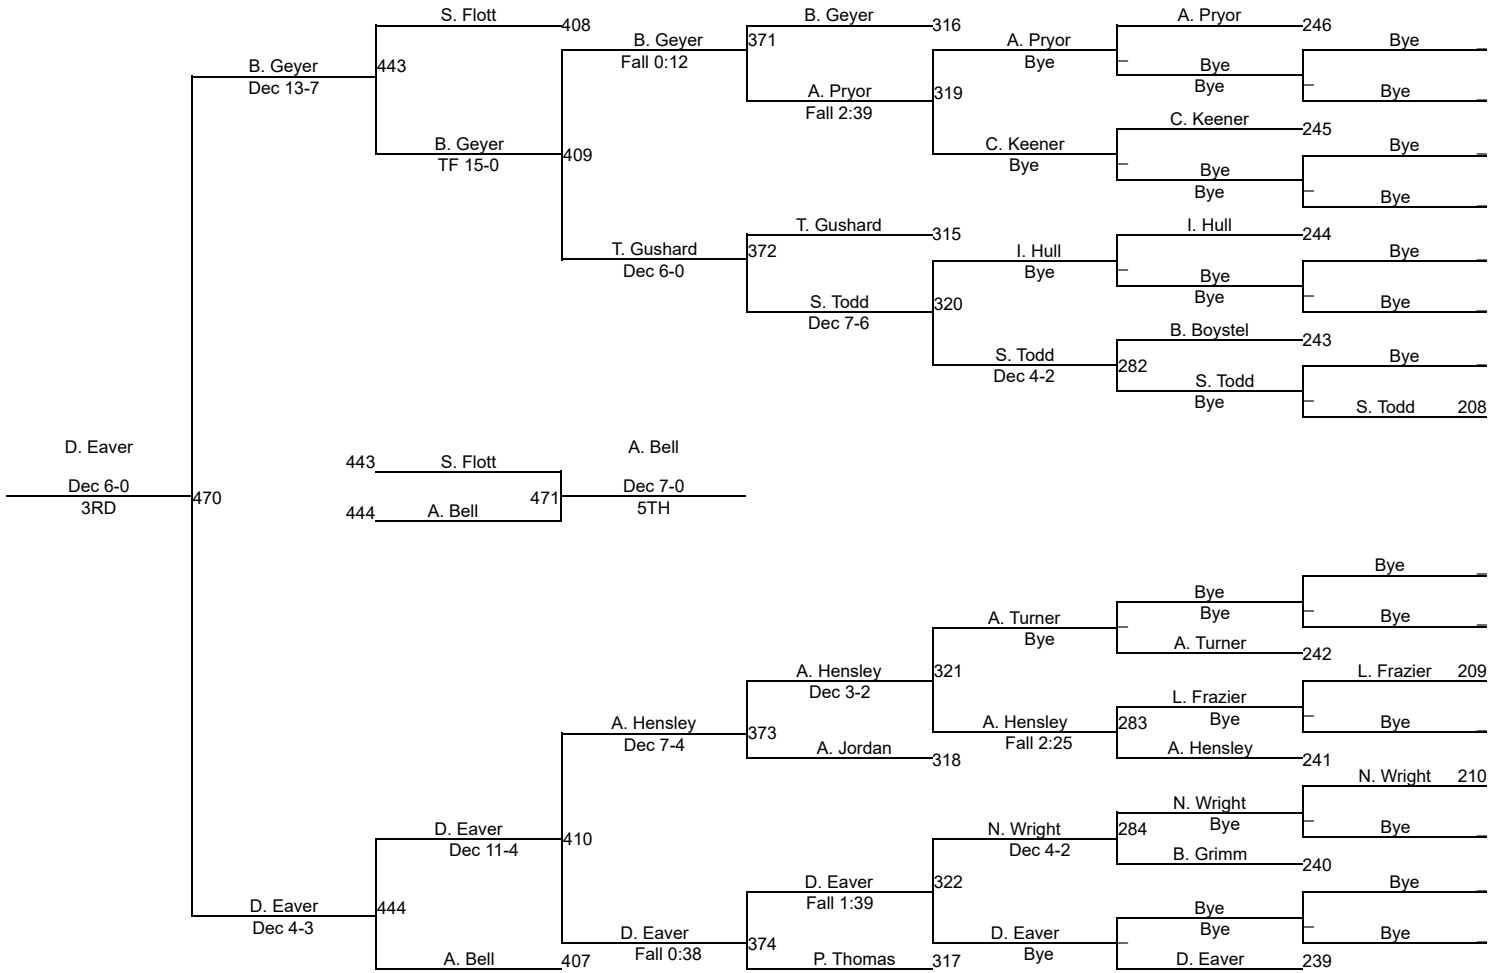 S. Flott 408
B. Geyer 316
A. Pryor 246
B. Geyer 371
A. Pryor
Bye
Fall 0:12
Bye
Bye
B. Geyer 443
Bye
Dec 13-7
Bye
A. Pryor 319
Bye
Fall 2:39
C. Keener 245
B. Geyer 409
C. Keener
Bye
TF 15-0
Bye
Bye
Bye
Bye
T. Gushard 315
I. Hull 244
T. Gushard 372
I. Hull
Bye
Dec 6-0
Bye
Bye
S. Todd 320
Bye
Bye
Dec 7-6
B. Boystel 243
S. Todd 282
Bye
Dec 4-2
S. Todd
Bye
S. Todd 208
D. Eaver
A. Bell
443 S. Flott
Dec 6-0 470
471 Dec 7-0
3RD
5TH
444 A. Bell
Bye
Bye
A. Turner
Bye
Bye
Bye
A. Turner 242
A. Hensley 321
L. Frazier 209
Dec 3-2
L. Frazier
A. Hensley 373
A. Hensley 283
Bye
Bye
Dec 7-4
Fall 2:25
A. Jordan 318
A. Hensley 241
N. Wright 210
N. Wright
D. Eaver 410
N. Wright 284
Bye
Bye
Dec 11-4
Dec 4-2
B. Grimm 240
D. Eaver 322
Bye
Fall 1:39
D. Eaver 444
Bye
Dec 4-3
Bye
D. Eaver 374
D. Eaver
Bye
Fall 0:38
Bye
A. Bell 407
P. Thomas 317
D. Eaver 239